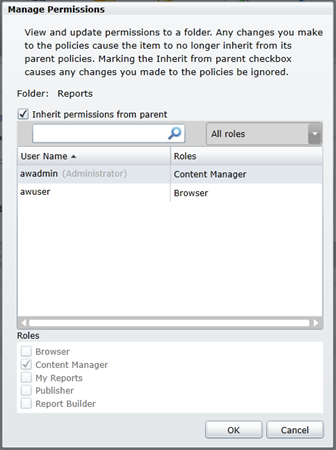 Manage Permissions
View and update permissions to a folder. Any changes you make
to the policies cause the item to no longer inherit from its
parent policies. Marking the Inherit from parent checkbox
causes any changes you made to the policies be ignored.
Folder: Reports
Inherit permissions from parent
All roles
User Name Roles
awadmin (Administrator) Content Manager
awuser Browser
Roles
Browser
Content Manager
My Reports
Publisher
Report Builder
OK Cancel